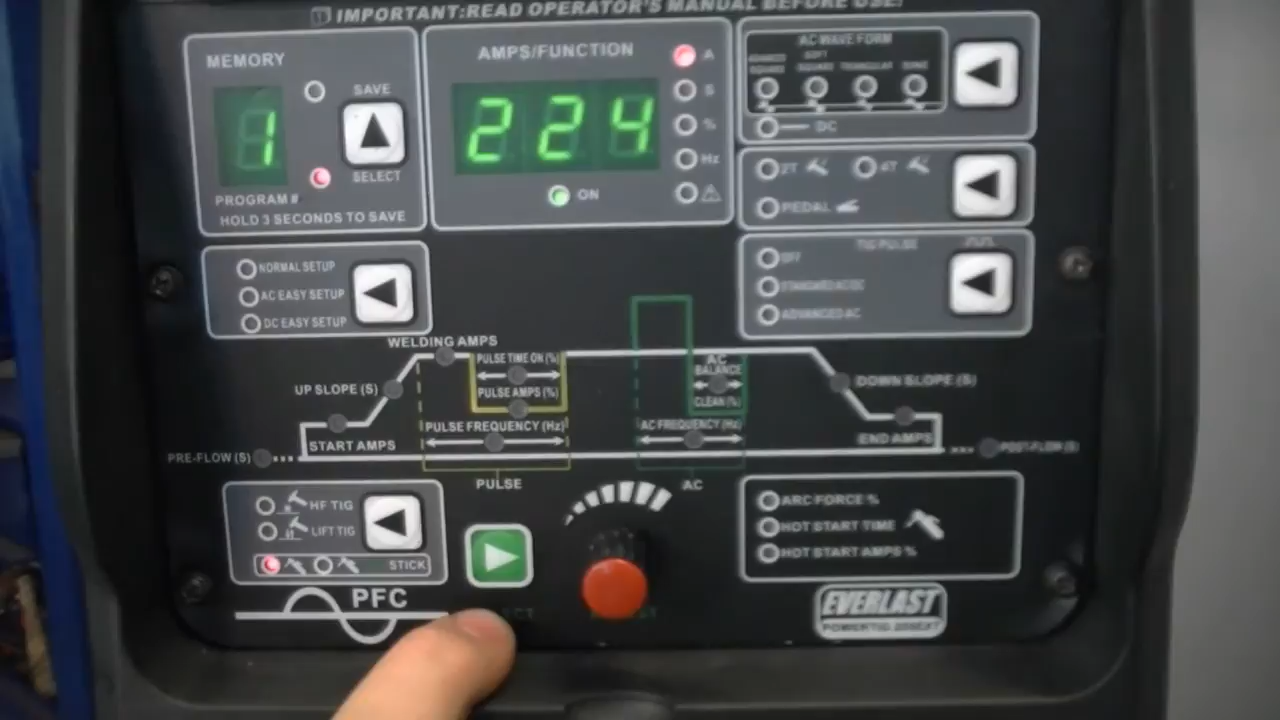 IMPORTANT:READ OPERATOR'S MANUAL BEFORE USE!
MEMORY
SAVE
1
SELECT
PROGRAM #
HOLD 3 SECONDS TO SAVE
AMPS/FUNCTION
224
ON
A
S
%
Hz
AC WAVE FORM
ADVANCED SQUARE
SOFT SQUARE
TRIANGULAR
SINE
DC
2T
4T
PEDAL
TIG PULSE
OFF
STANDARD AC/DC
ADVANCED AC
NORMAL SETUP
AC EASY SETUP
DC EASY SETUP
WELDING AMPS
PULSE TIME ON (%)
PULSE AMPS (%)
UP SLOPE (S)
START AMPS
PULSE FREQUENCY (Hz)
PRE-FLOW (S)
PULSE
AC BALANCE
CLEAN (%)
AC FREQUENCY (Hz)
AC
DOWN SLOPE (S)
END AMPS
POST-FLOW (S)
HF TIG
LIFT TIG
STICK
ARC FORCE %
HOT START TIME
HOT START AMPS %
PFC
EVERLAST